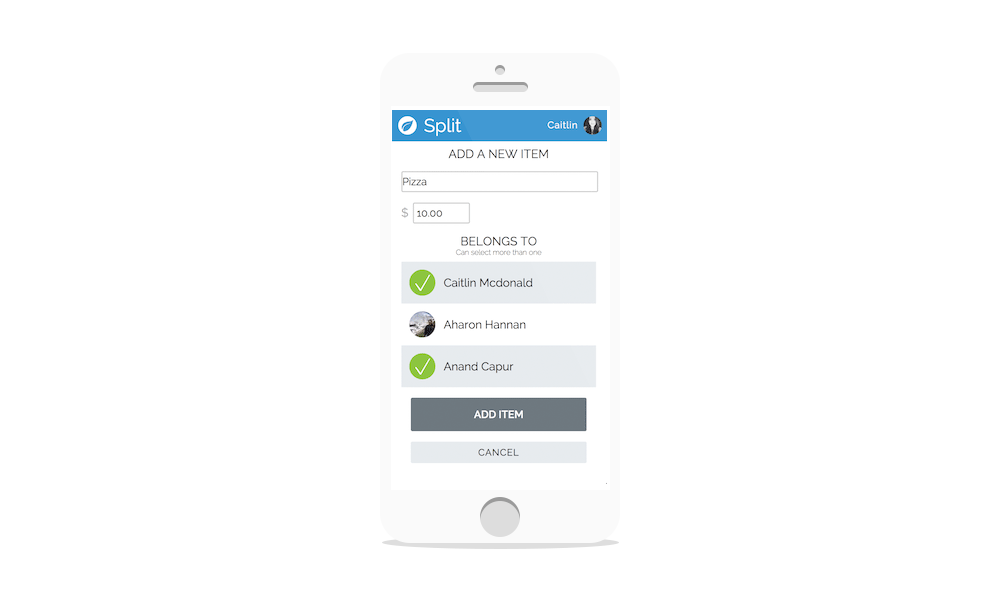 Split
Caitlin
ADD A NEW ITEM
Pizza
$ 10.00
BELONGS TO
Can select more than one
Caitlin Mcdonald
Aharon Hannan
Anand Capur
ADD ITEM
CANCEL